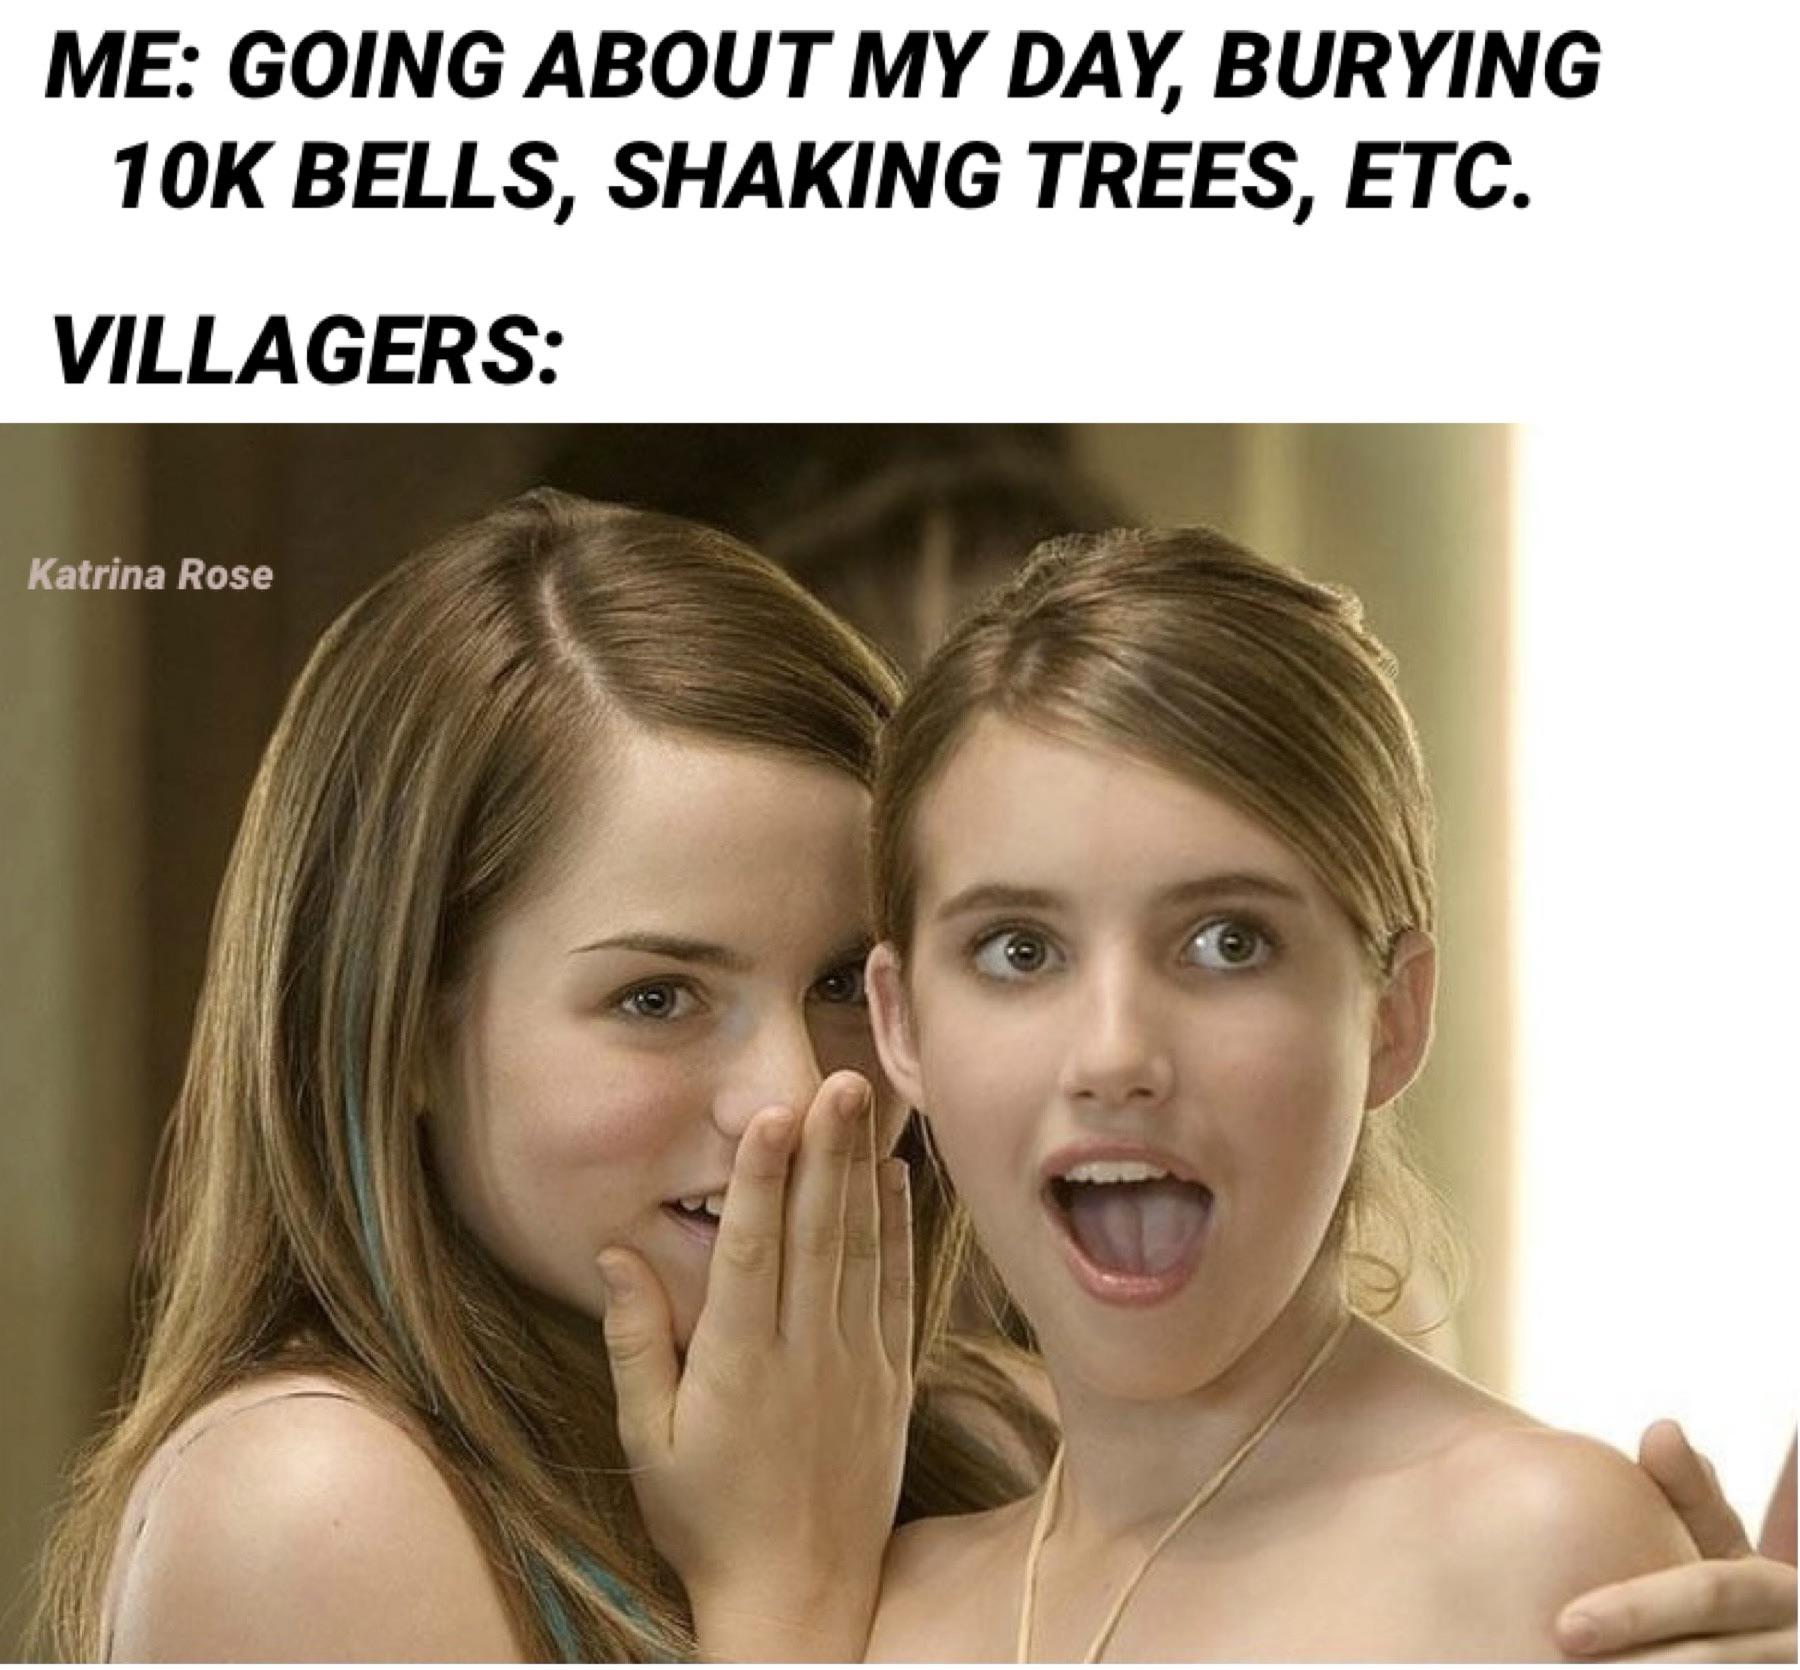 ME: GOING ABOUT MY DAY, BURYING
10K BELLS, SHAKING TREES, ETC.
VILLAGERS:
Katrina Rose